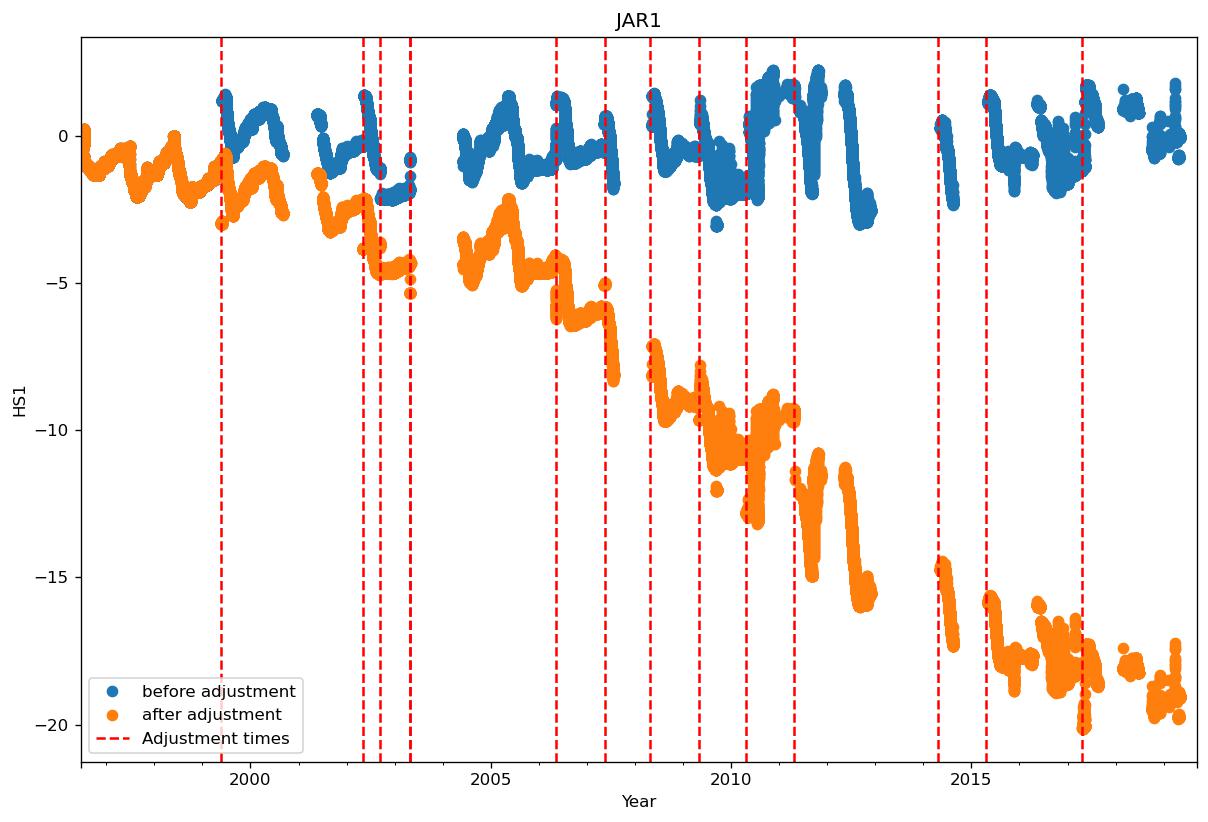 JAR1
0
−5
−10
−15
−20
HS1
before adjustment
after adjustment
Adjustment times
2000 2005 2010 2015
Year